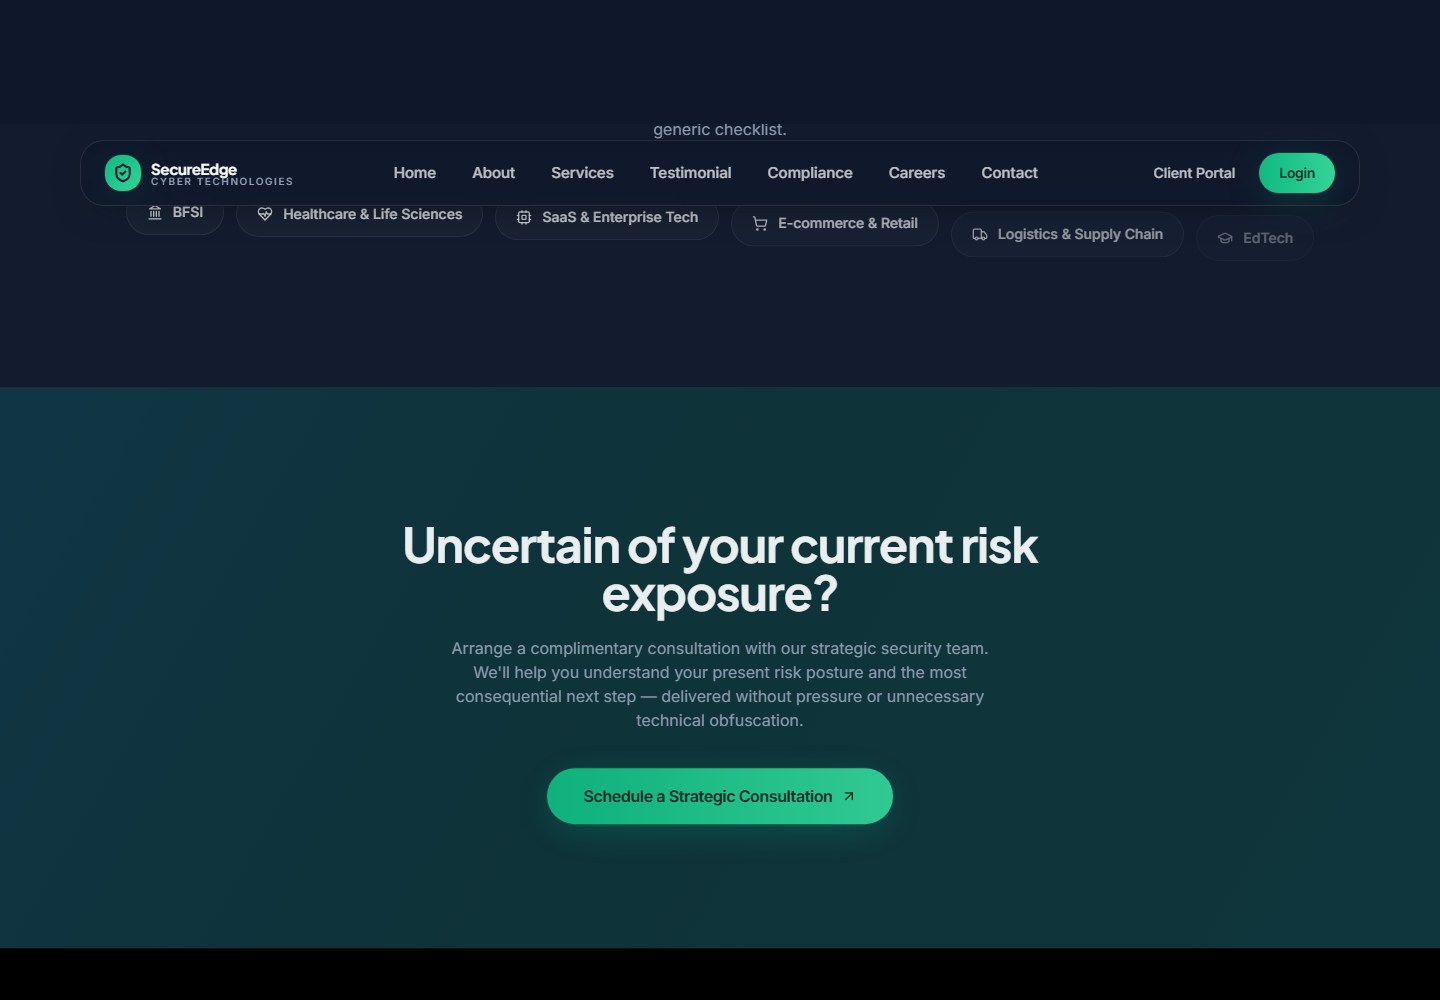 generic checklist.
SecureEdge
CYBER TECHNOLOGIES
Home
About
Services
Testimonial
Compliance
Careers
Contact
Client Portal
Login
BFSI
Healthcare & Life Sciences
SaaS & Enterprise Tech
E-commerce & Retail
Logistics & Supply Chain
EdTech
Uncertain of your current risk
exposure?
Arrange a complimentary consultation with our strategic security team.
We'll help you understand your present risk posture and the most
consequential next step — delivered without pressure or unnecessary
technical obfuscation.
Schedule a Strategic Consultation